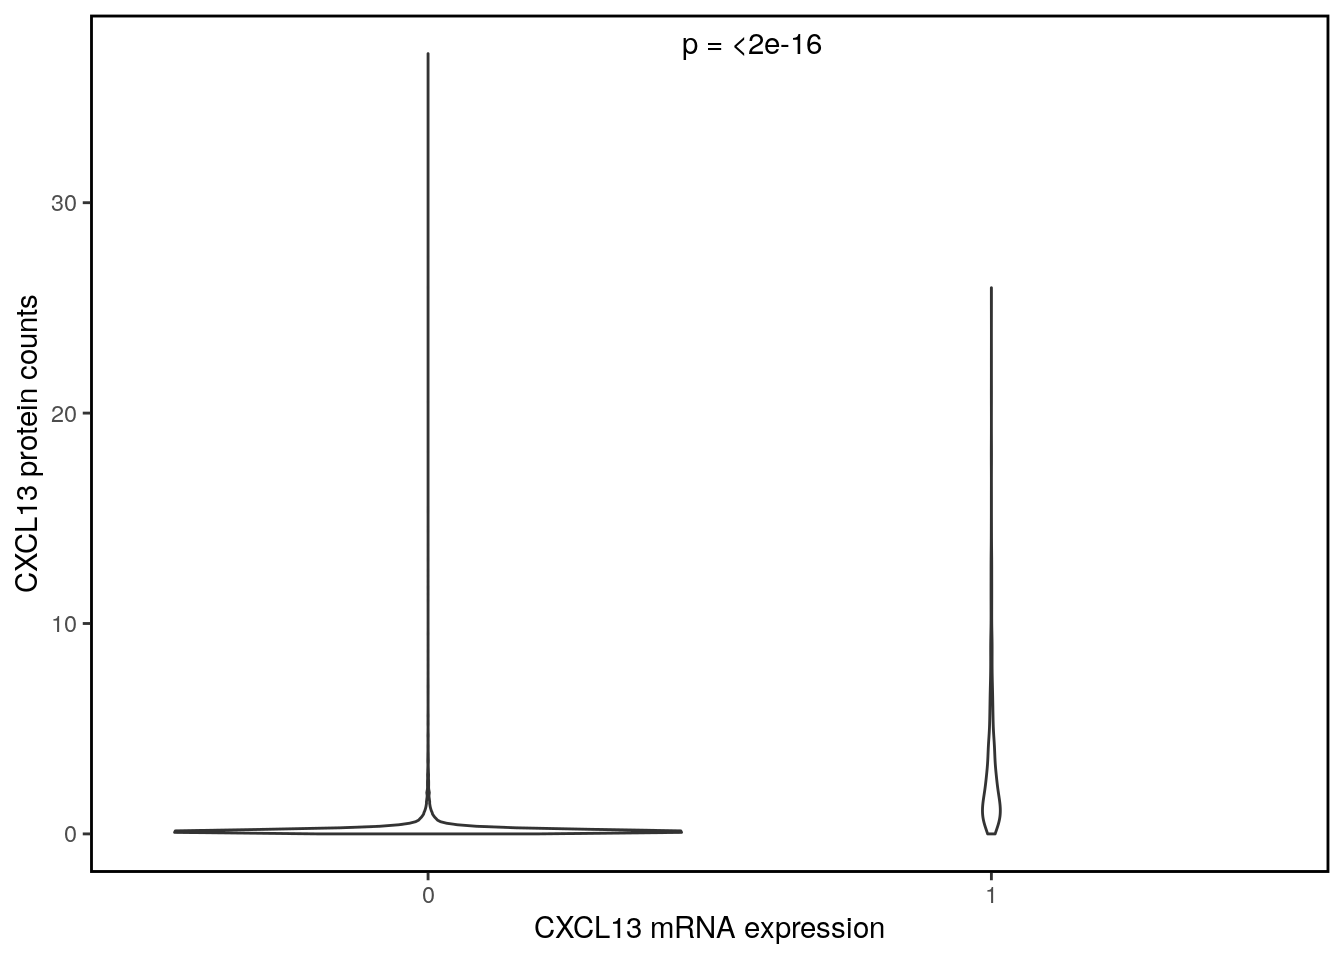 p = <2e-16
30
20
10
0
CXCL13 protein counts
0
1
CXCL13 mRNA expression